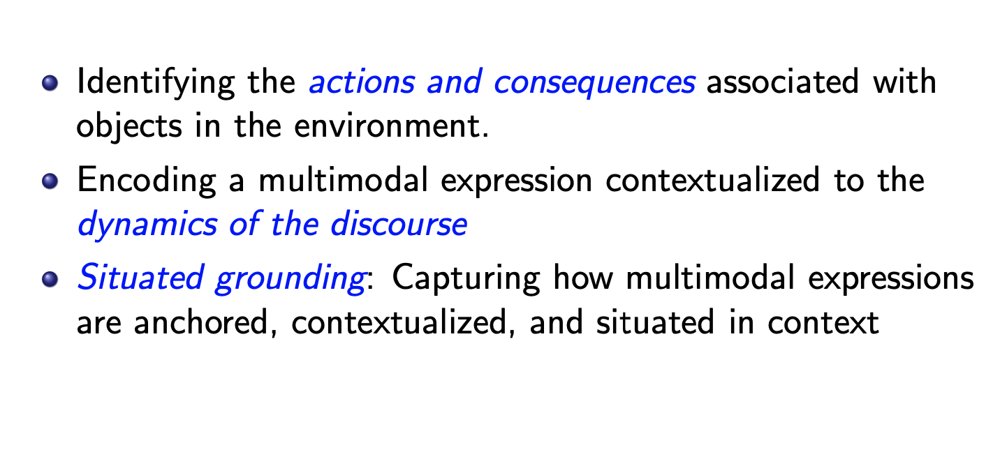 Identifying the actions and consequences associated with
objects in the environment.
Encoding a multimodal expression contextualized to the
dynamics of the discourse
Situated grounding: Capturing how multimodal expressions
are anchored, contextualized, and situated in context